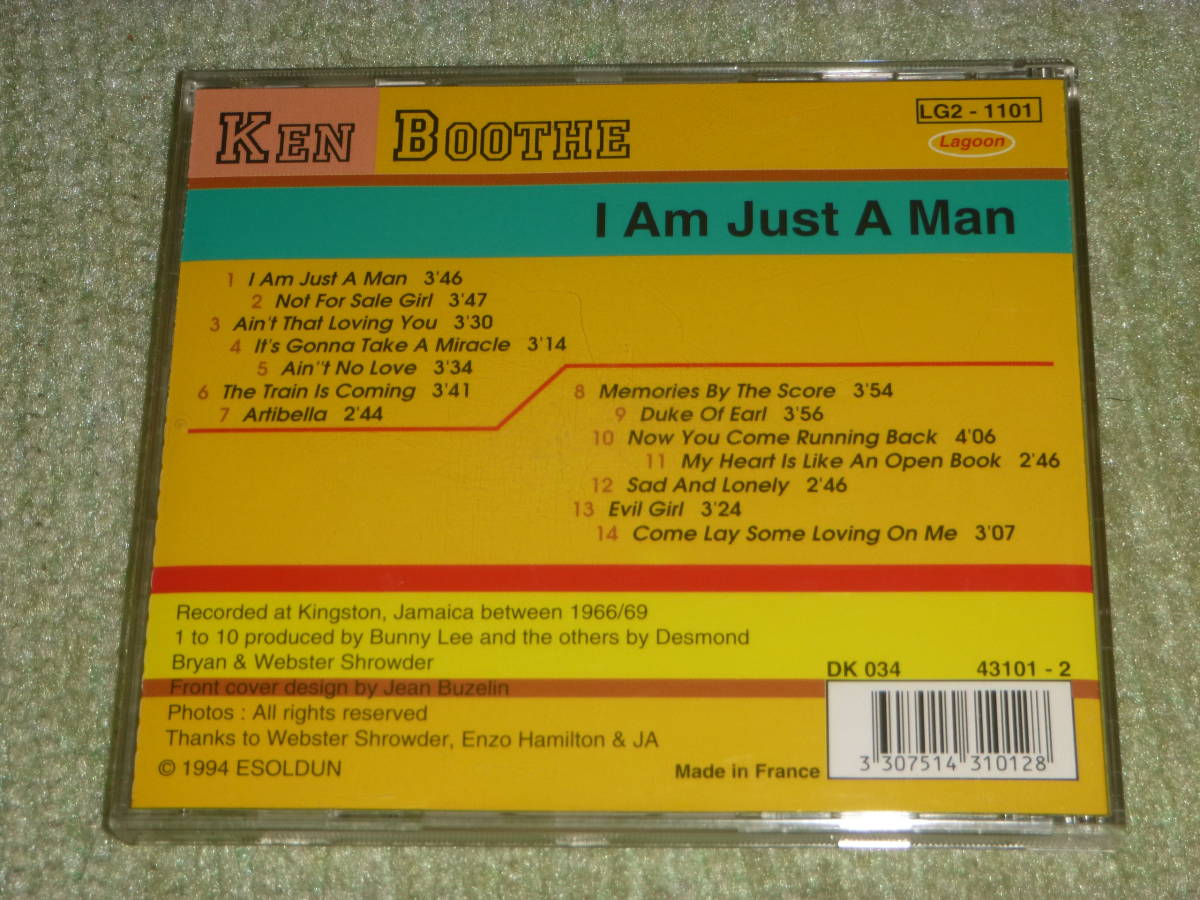 KEN BOOTHE
LG2 - 1101
Lagoon
I Am Just A Man
1 I Am Just A Man 3'46
2 Not For Sale Girl 3'47
3 Ain't That Loving You 3'30
4 It's Gonna Take A Miracle 3'14
5 Ain''t No Love 3'34
6 The Train Is Coming 3'41
7 Artibella 2'44
8 Memories By The Score 3'54
9 Duke Of Earl 3'56
10 Now You Come Running Back 4'06
11 My Heart Is Like An Open Book 2'46
12 Sad And Lonely 2'46
13 Evil Girl 3'24
14 Come Lay Some Loving On Me 3'07
Recorded at Kingston, Jamaica between 1966/69
1 to 10 produced by Bunny Lee and the others by Desmond
Bryan & Webster Shrowder
Front cover design by Jean Buzelin
Photos : All rights reserved
Thanks to Webster Shrowder, Enzo Hamilton & JA
© 1994 ESOLDUN
Made in France
DK 034 43101 - 2
3 307514 310128